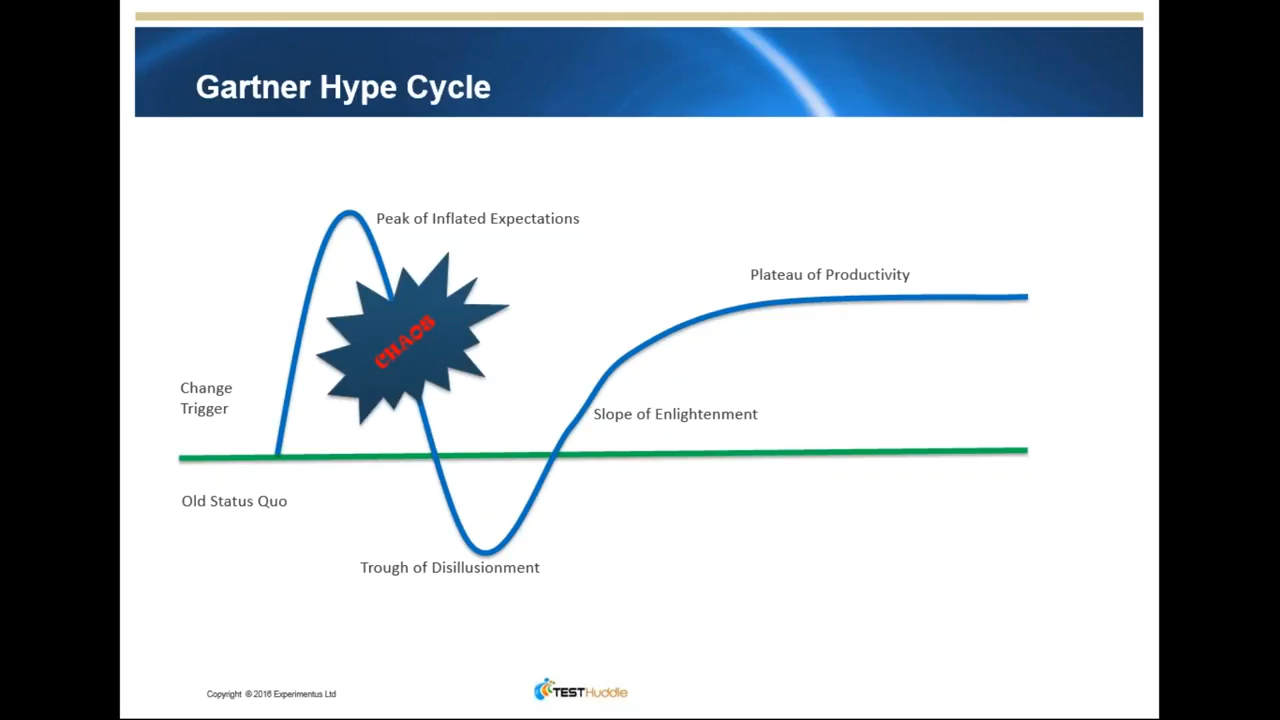 Gartner Hype Cycle
Peak of Inflated Expectations
Plateau of Productivity
CHAOS
Change
Trigger
Slope of Enlightenment
Old Status Quo
Trough of Disillusionment
Copyright ® 2016 Experimentus Ltd
TESTHuddle